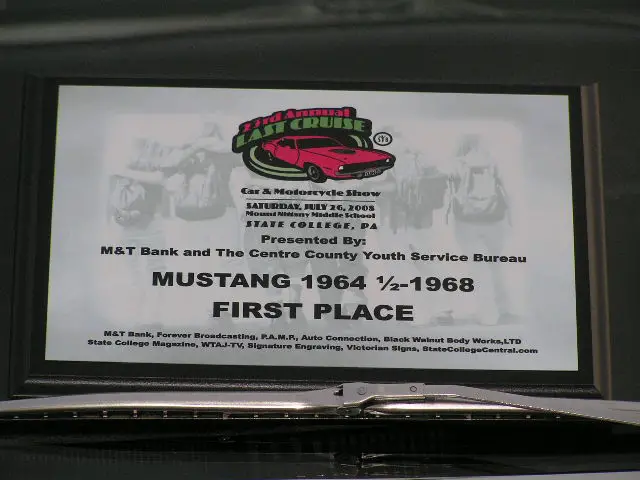 23rd Annual
LAST CRUISE
YSB
Car & Motorcycle Show
SATURDAY, JULY 26, 2008
Mount Nittany Middle School
STATE COLLEGE, PA
Presented By:
M&T Bank and The Centre County Youth Service Bureau
MUSTANG 1964 ½-1968
FIRST PLACE
M&T Bank, Forever Broadcasting, P.A.M.P., Auto Connection, Black Walnut Body Works,LTD
State College Magazine, WTAJ-TV, Signature Engraving, Victorian Signs, StateCollegeCentral.com